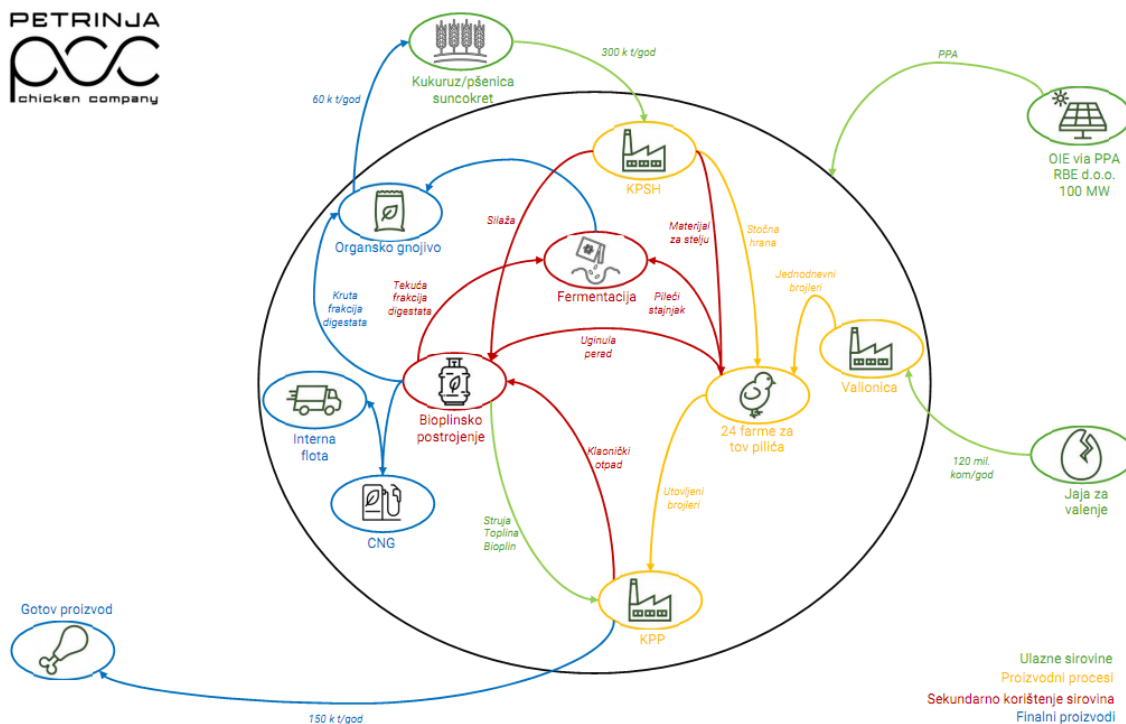 PETRINJA
pcc
chicken company
Kukuruz/pšenica
suncokret
300 k t/god
60 k t/god
PPA
OIE via PPA
RBE d.o.o.
100 MW
KPSH
Organsko gnojivo
Silaža
Materijal
za stelju
Stočna
hrana
Fermentacija
Jednodnevni
brojleri
Tekuća
frakcija
digestata
Pileći
stajnjak
Kruta
frakcija
digestata
Uginula
perad
Valionica
Bioplinsko
postrojenje
24 farme za
tov pilića
Interna
flota
Klaonički
otpad
120 mil.
kom/god
Jaja za
valenje
Utovljeni
brojleri
CNG
Struja
Toplina
Bioplin
KPP
Gotov proizvod
150 k t/god
Ulazne sirovine
Proizvodni procesi
Sekundarno korištenje sirovina
Finalni proizvodi